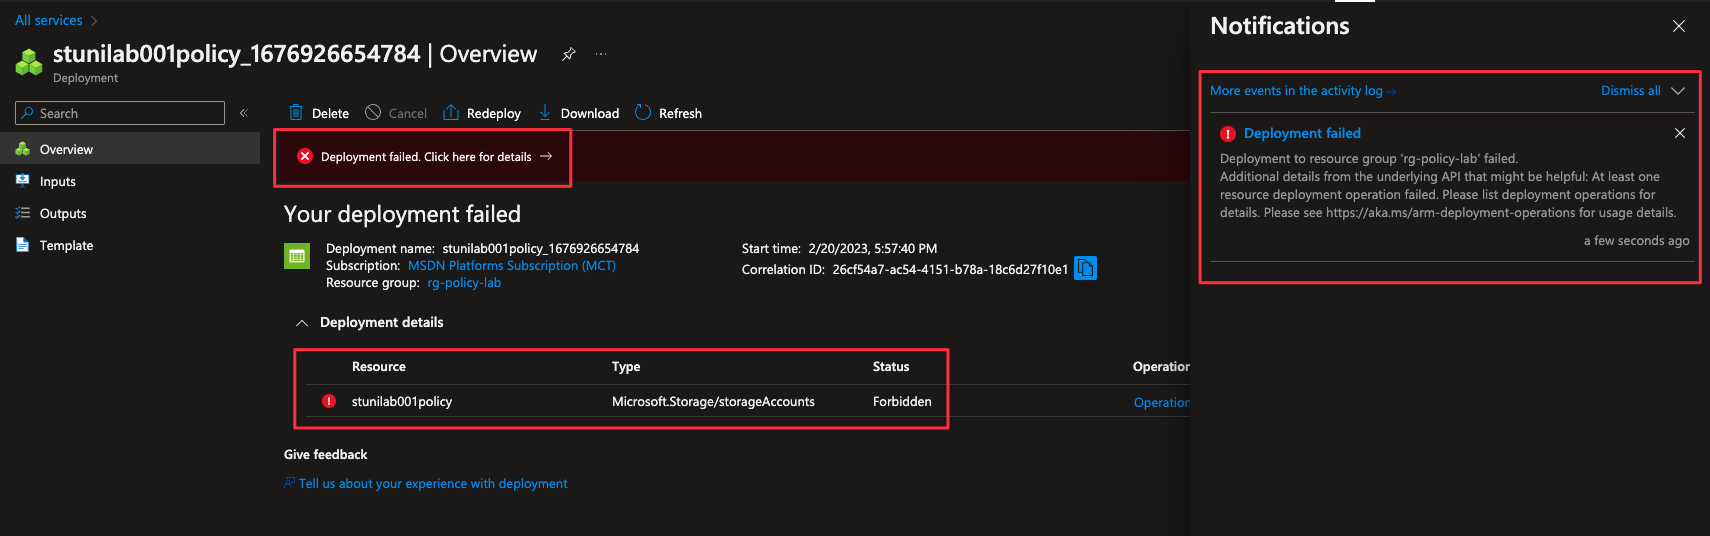 All services >
stunilab001policy_1676926654784 | Overview ...
Deployment
Search «
Overview
Inputs
Outputs
Template
Delete Cancel Redeploy Download Refresh
Deployment failed. Click here for details →
Your deployment failed
Deployment name: stunilab001policy_1676926654784
Subscription: MSDN Platforms Subscription (MCT)
Resource group: rg-policy-lab
Start time: 2/20/2023, 5:57:40 PM
Correlation ID: 26cf54a7-ac54-4151-b78a-18c6d27f10e1
Deployment details
Resource Type Status Operation
stunilab001policy Microsoft.Storage/storageAccounts Forbidden Operation
Give feedback
Tell us about your experience with deployment
Notifications
More events in the activity log → Dismiss all
Deployment failed
Deployment to resource group 'rg-policy-lab' failed.
Additional details from the underlying API that might be helpful: At least one
resource deployment operation failed. Please list deployment operations for
details. Please see https://aka.ms/arm-deployment-operations for usage details.
a few seconds ago